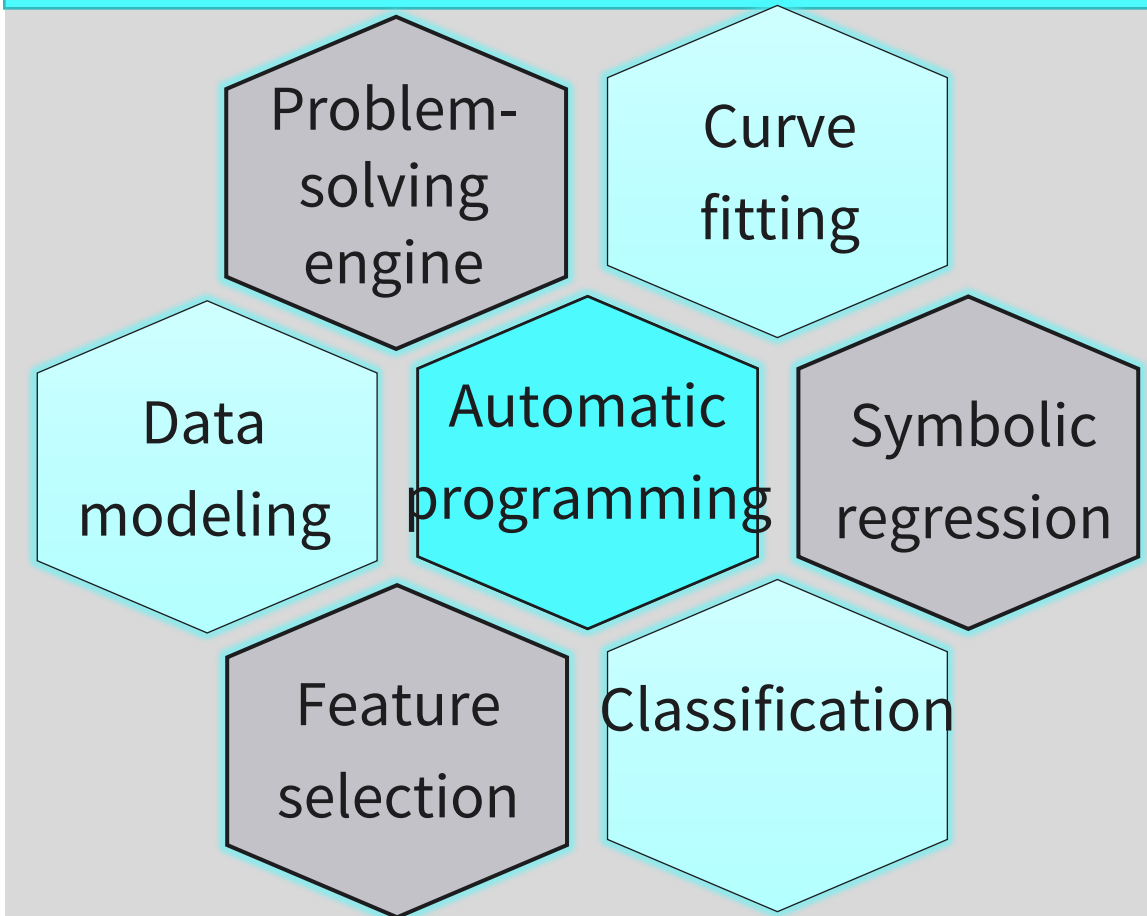 Problem-
solving
engine
Curve
fitting
Data
modeling
Automatic
programming
Symbolic
regression
Feature
selection
Classification